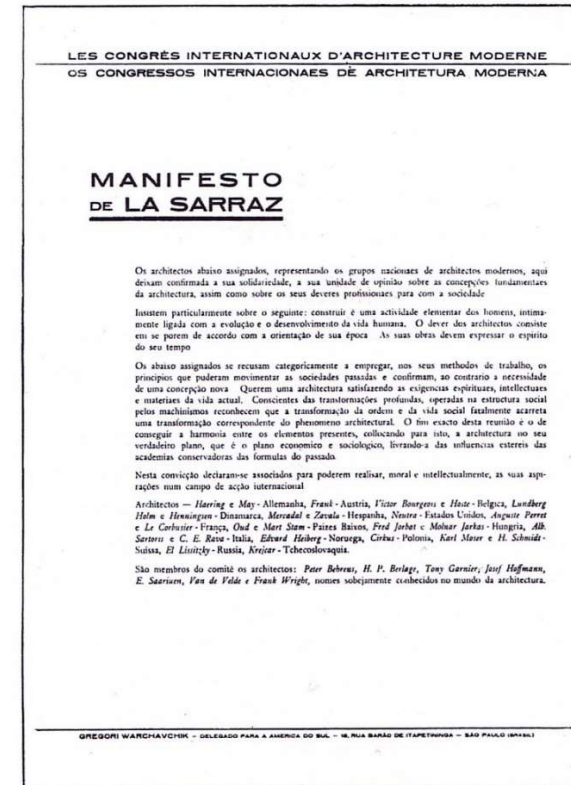 LES CONGRÈS INTERNATIONAUX D'ARCHITECTURE MODERNE
OS CONGRESSOS INTERNACIONAES DE ARCHITETURA MODERNA
MANIFESTO
DE LA SARRAZ
Os architectos abaixo assignados, representando os grupos nacionaes de architectos modernos, aqui
deixam confirmada a sua solidariedade, a sua unidade de opinião sobre as concepções fundamentaes
da architectura, assim como sobre os seus deveres profissionaes para com a sociedade
Insistem particularmente sobre o seguinte: construir é uma actividade elementar dos homens, intima-
mente ligada com a evolução e o desenvolvimento da vida humana. O dever dos architectos consiste
em se porem de accordo com a orientação de sua época As suas obras devem expressar o espirito
do seu tempo
Os abaixo assignados se recusam categoricamente a empregar, nos seus methodos de trabalho, os
principios que puderam movimentar as sociedades passadas e confirmam, ao contrario a necessidade
de uma concepção nova Querem uma architectura satisfazendo as exigencias espirituaes, intellectuaes
e materiaes da vida actual. Conscientes das transformações profundas, operadas na estructura social
pelos machinismos reconhecem que a transformação da ordem e da vida social fatalmente acarreta
uma transformação correspondente do phenomeno architectural. O fim exacto desta reunião é o de
conseguir a harmonia entre os elementos presentes, collocando para isto, a architectura no seu
verdadeiro plano, que é o plano economico e sociologico, livrando-a das influencias estereis das
academias conservadoras das formulas do passado.
Nesta convicção declaram-se associados para poderem realisar, moral e intellectualmente, as suas aspi-
rações num campo de acção iuternacional
Architectos — Haering e May - Allemanha, Frank - Austria, Victor Bourgeois e Hoste - Belgica, Lundberg
Holm e Henningsen - Dinamarca, Mercadal e Zavala - Hespanha, Neutra - Estados Unidos, Auguste Perret
e Le Corbusier - França, Oud e Mart Stam - Paizes Baixos, Fred Jorbat e Molnar Jarkas - Hungria, Alb.
Sartoris e C. E. Rava - Italia, Edvard Heiberg - Noruega, Cirkus - Polonia, Karl Moser e H. Schmidt -
Suissa, El Lissitzky - Russia, Krejcar - Tchecoslovaquia.
São membros do comité os architectos: Peter Behrens, H. P. Berlage, Tony Garnier, Josef Hoffmann,
E. Saarinen, Van de Velde e Frank Wright, nomes sobejamente conhecidos no mundo da architectura.
GREGORI WARCHAVCHIK – DELEGADO PARA A AMERICA DO SUL – RUA BARÃO DE ITAPETININGA – SÃO PAULO (BRASIL)